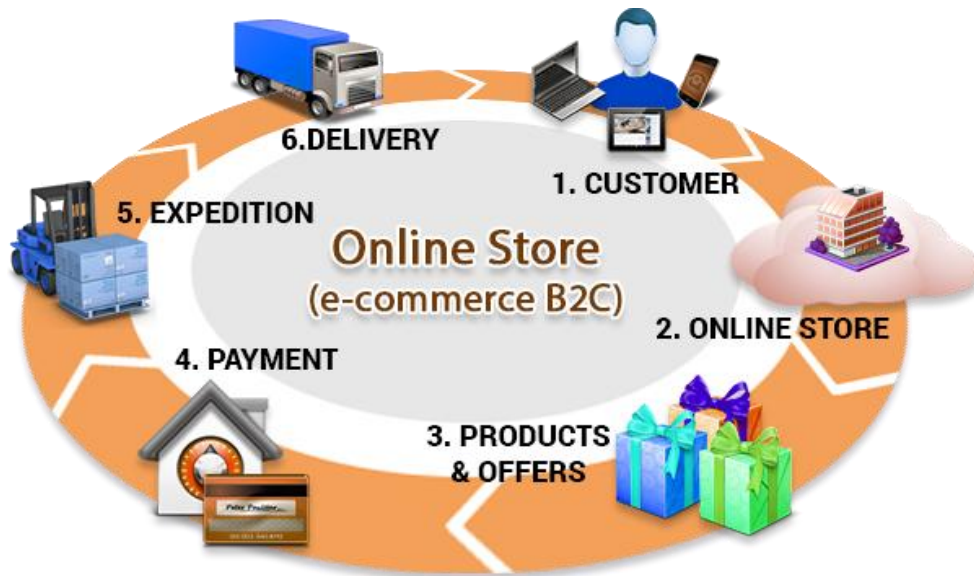 Online Store
(e-commerce B2C)
1. CUSTOMER
2. ONLINE STORE
3. PRODUCTS
& OFFERS
4. PAYMENT
5. EXPEDITION
6.DELIVERY